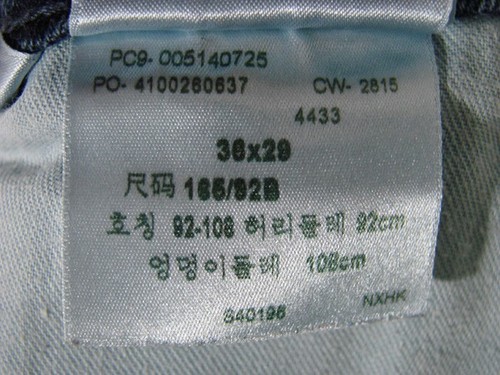 PC9- 005140725
PO- 4100260637 CW- 2815
4433
36x29
尺码 165/92B
호칭 92-108 허리둘레 92cm
엉덩이둘레 108cm
S40196 NXHK